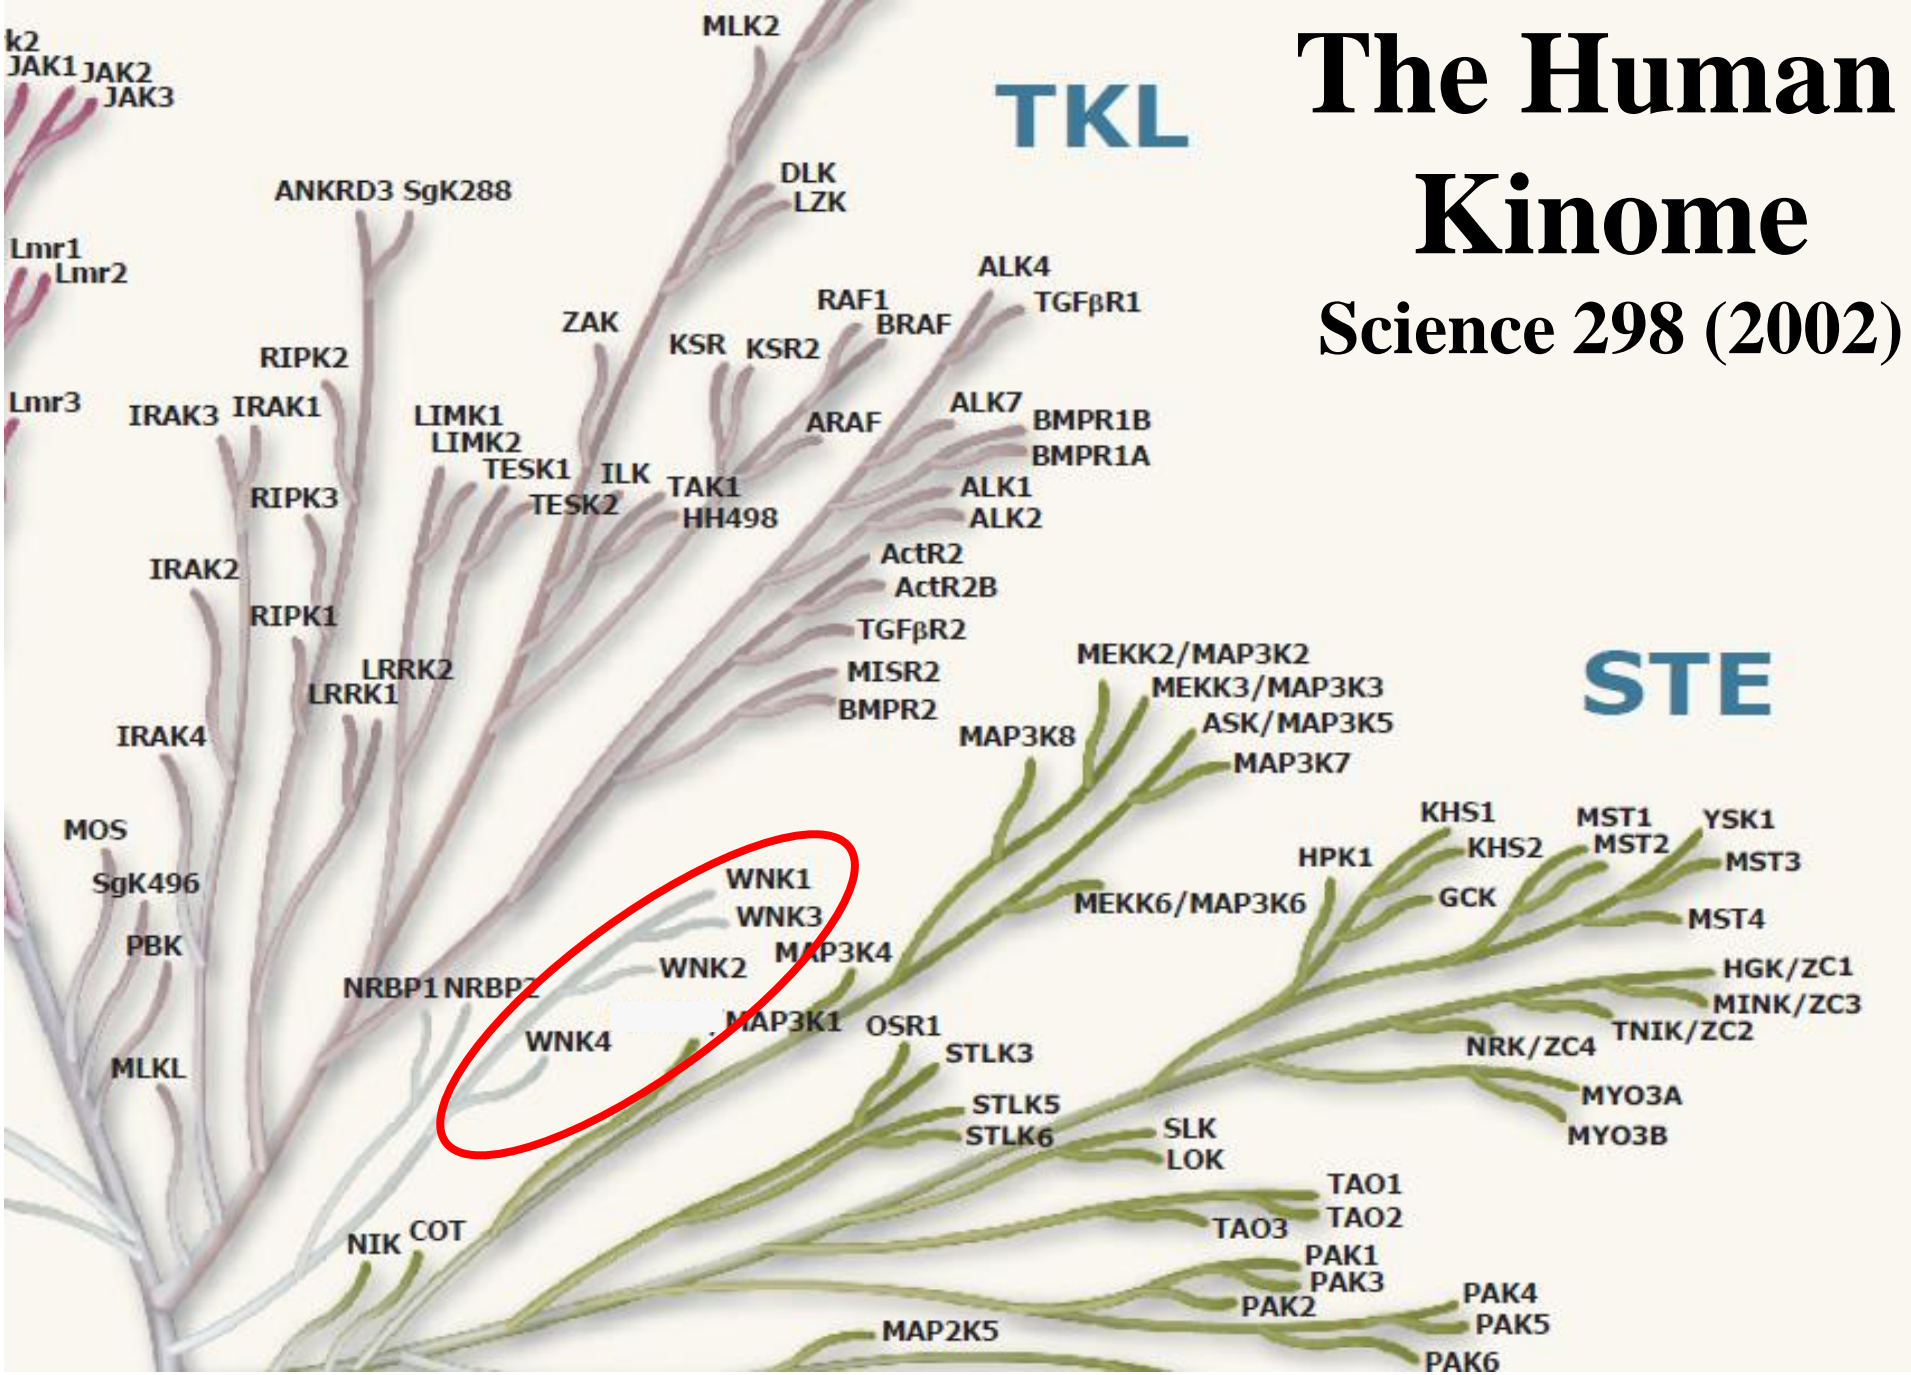 The Human
Kinome
Science 298 (2002)
TKL
STE
k2
JAK1
JAK2
JAK3
Lmr1
Lmr2
Lmr3
MLK2
DLK
LZK
ANKRD3 SgK288
ZAK
KSR
KSR2
RAF1
BRAF
ARAF
ALK4
TGFβR1
ALK7
BMPR1B
BMPR1A
ALK1
ALK2
ActR2
ActR2B
TGFβR2
MISR2
BMPR2
RIPK2
IRAK3
IRAK1
LIMK1
LIMK2
TESK1
TESK2
ILK
TAK1
HH498
RIPK3
IRAK2
RIPK1
LRRK2
LRRK1
IRAK4
MOS
SgK496
PBK
MLKL
NRBP1
NRBP2
WNK1
WNK3
WNK2
WNK4
MAP3K4
MAP3K1
MEKK2/MAP3K2
MEKK3/MAP3K3
ASK/MAP3K5
MAP3K8
MAP3K7
MEKK6/MAP3K6
KHS1
KHS2
HPK1
GCK
MST1
MST2
YSK1
MST3
MST4
HGK/ZC1
MINK/ZC3
TNIK/ZC2
NRK/ZC4
MYO3A
MYO3B
OSR1
STLK3
STLK5
STLK6
SLK
LOK
TAO1
TAO2
TAO3
NIK
COT
PAK1
PAK3
PAK2
PAK4
PAK5
PAK6
MAP2K5